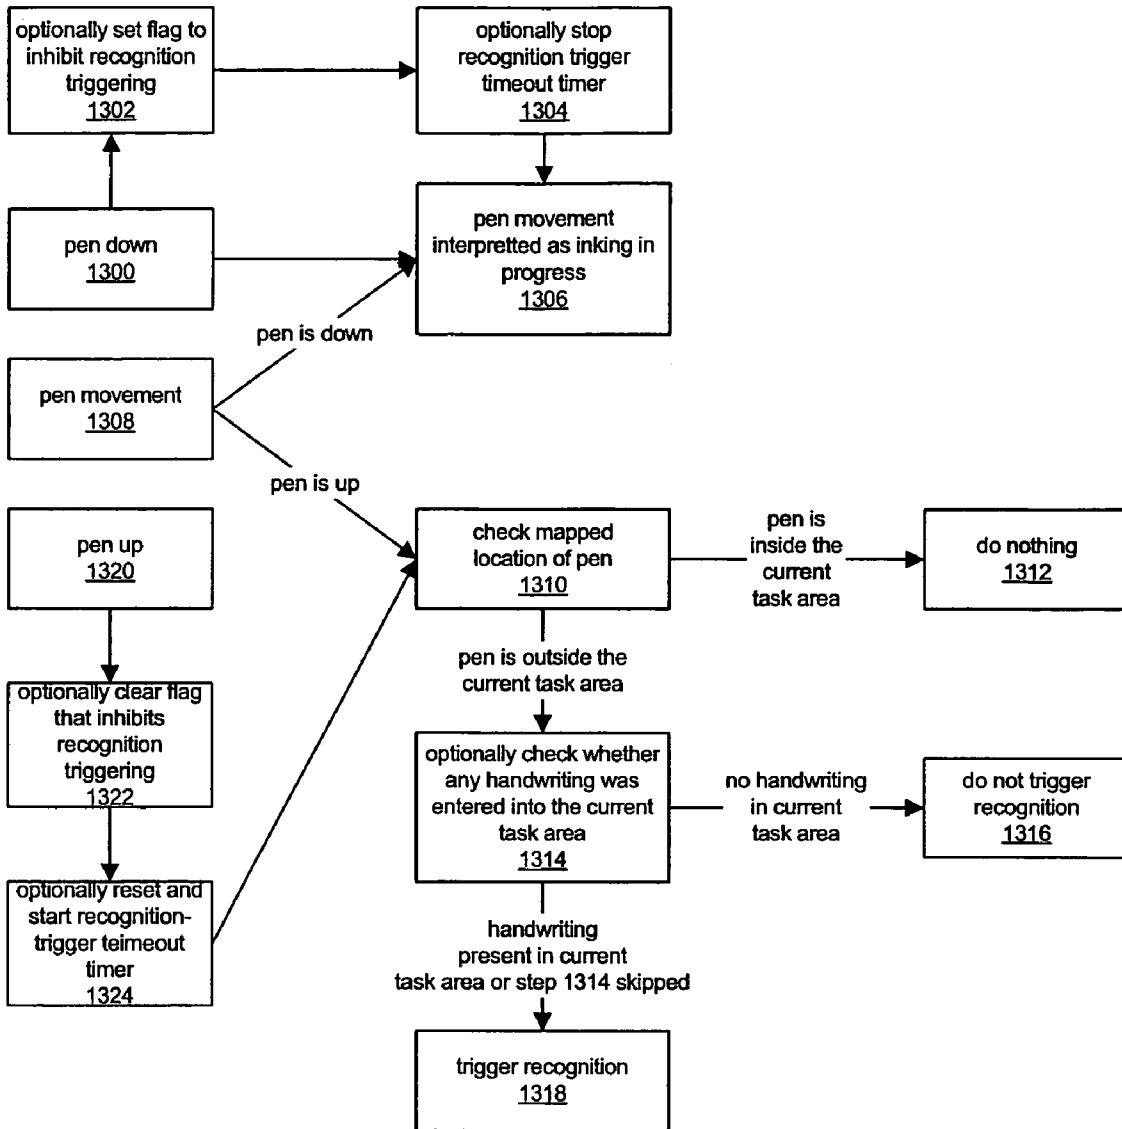 optionally set flag to
inhibit recognition
triggering
1302
optionally stop
recognition trigger
timeout timer
1304
pen down
1300
pen movement
interpretted as inking in
progress
1306
pen is down
pen movement
1308
pen is up
pen up
1320
check mapped
location of pen
1310
pen is
inside the
current
task area
do nothing
1312
pen is outside the
current task area
optionally clear flag
that inhibits
recognition
triggering
1322
optionally check whether
any handwriting was
entered into the current
task area
1314
no handwriting
in current
task area
do not trigger
recognition
1316
optionally reset and
start recognition-
trigger teimeout
timer
1324
handwriting
present in current
task area or step 1314 skipped
trigger recognition
1318